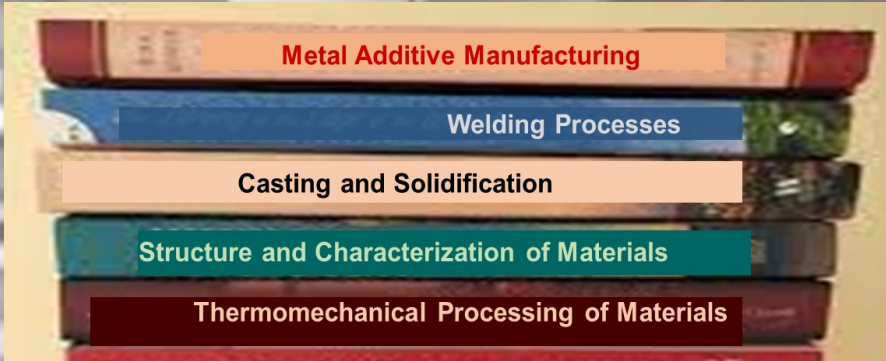 Metal Additive Manufacturing
Welding Processes
Casting and Solidification
Structure and Characterization of Materials
Thermomechanical Processing of Materials